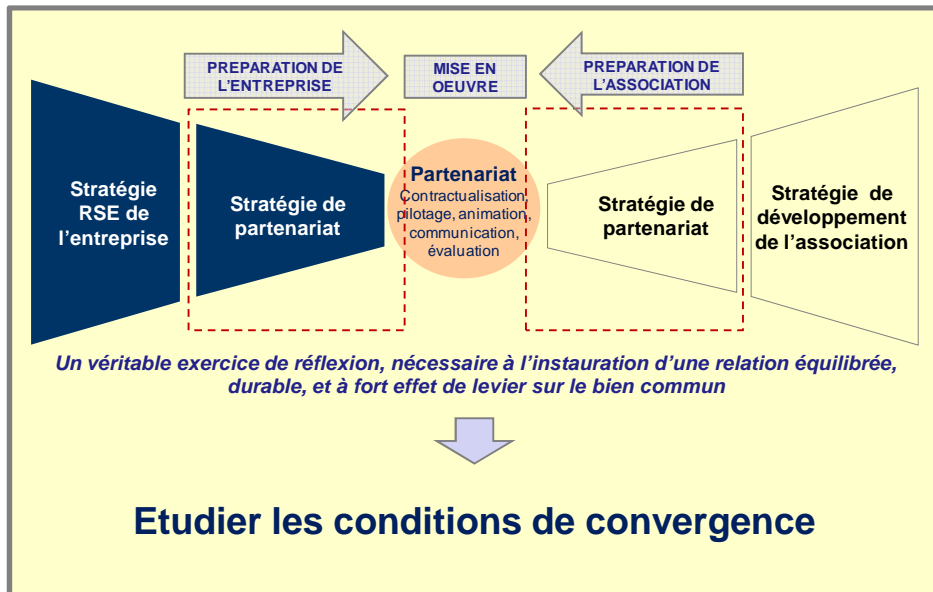 PREPARATION DE
L'ENTREPRISE
MISE EN
OEUVRE
PREPARATION DE
L'ASSOCIATION
Stratégie
RSE de
l'entreprise
Stratégie de
partenariat
Partenariat
Contractualisation,
pilotage, animation,
communication,
évaluation
Stratégie de
partenariat
Stratégie de
développement
de l'association
Un véritable exercice de réflexion, nécessaire à l'instauration d'une relation équilibrée,
durable, et à fort effet de levier sur le bien commun
Etudier les conditions de convergence